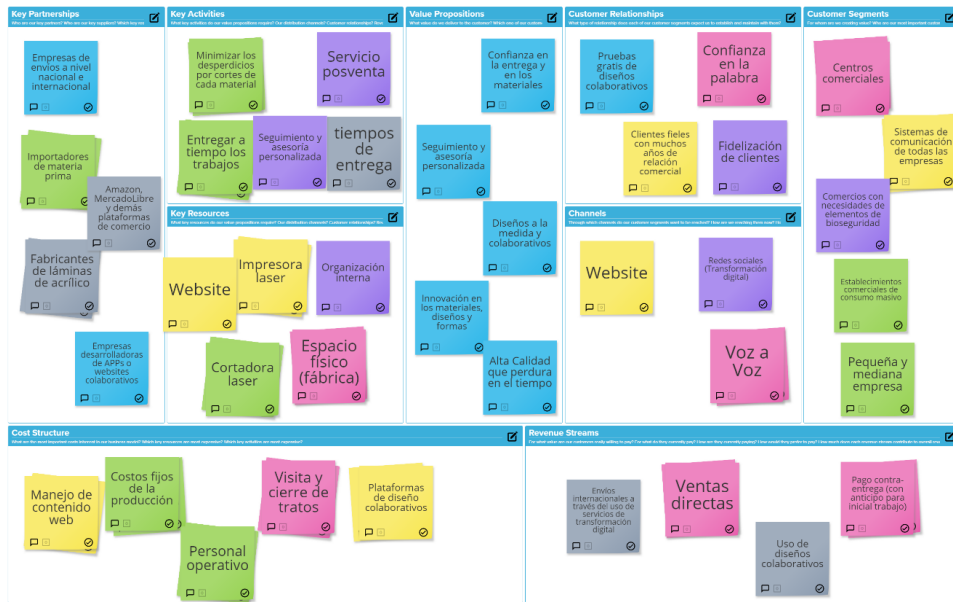 Key Partnerships
Who are our key partners? Who are our key suppliers? Which key
Empresas de
envíos a nivel
nacional e
internacional
Importadores
de materia
prima
Amazon,
MercadoLibre y
demás
plataformas
de comercio
Fabricantes
de láminas
de acrílico
Empresas
desarrolladoras
de APPs o
websites
colaborativos
Key Activities
What key activities do our value propositions require? Our distribution channels? Customer relationships?
Minimizar los
desperdicios
por cortes de
cada material
Servicio
posventa
Entregar a
tiempo los
trabajos
Seguimiento y
asesoría
personalizada
tiempos
de
entrega
Key Resources
What key resources do our value propositions require? Our distribution channels? Customer relationships?
Website
Impresora
laser
Organización
interna
Cortadora
laser
Espacio
físico
(fábrica)
Value Propositions
What value do we deliver to the customer? Which one of our
Confianza en
la entrega y
en los
materiales
Seguimiento y
asesoría
personalizada
Diseños a la
medida y
colaborativos
Innovación en
los materiales,
diseños y
formas
Alta Calidad
que perdura
en el tiempo
Customer Relationships
What type of relationship does each of our customer segments expect us to establish and maintain with them?
Pruebas
gratis de
diseños
colaborativos
Confianza
en la
palabra
Clientes fieles
con muchos
años de
relación
comercial
Fidelización
de clientes
Channels
Through which channels do our customer segments want to be reached? How are we reaching them now?
Website
Redes sociales
(Transformación
digital)
Voz a
Voz
Customer Segments
For whom are we creating value? Who are our most important
Centros
comerciales
Sistemas de
comunicación
de todas las
empresas
Comercios con
necesidades de
elementos de
bioseguridad
Establecimientos
comerciales de
consumo masivo
Pequeña y
mediana
empresa
Cost Structure
What are the most important costs inherent in our business model? Which key resources are most expensive? Which key activities are most expensive?
Manejo de
contenido
web
Costos fijos
de la
producción
Personal
operativo
Visita y
cierre de
tratos
Plataformas
de diseño
colaborativos
Revenue Streams
For what value are our customers really willing to pay? For what do they currently pay? How are they currently paying? How would they prefer to pay? How much does each revenue stream contribute to overall
Envíos
internacionales a
través del uso de
servicios de
transformación
digital
Ventas
directas
Uso de
diseños
colaborativos
Pago contra-
entrega (con
anticipo para
inicial trabajo)